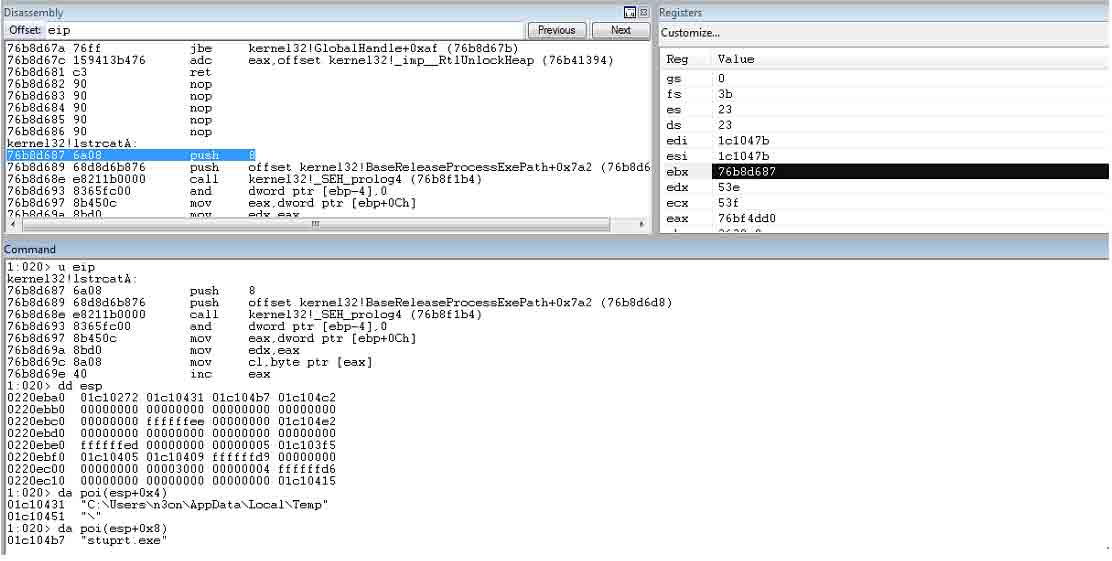 Disassembly
Offset: eip Previous Next
76b8d67a 76ff jbe kernel32!GlobalHandle+0xaf (76b8d67b)
76b8d67c 159413b476 adc eax,offset kernel32!_imp__RtlUnlockHeap (76b41394)
76b8d681 c3 ret
76b8d682 90 nop
76b8d683 90 nop
76b8d684 90 nop
76b8d685 90 nop
76b8d686 90 nop
kernel32!lstrcatA:
76b8d687 6a08 push 8
76b8d689 68d8d6b876 push offset kernel32!BaseReleaseProcessExePath+0x7a2 (76b8d6
76b8d68e e8211b0000 call kernel32!_SEH_prolog4 (76b8f1b4)
76b8d693 8365fc00 and dword ptr [ebp-4],0
76b8d697 8b450c mov eax,dword ptr [ebp+0Ch]
76b8d69a 8bd0 mov edx,eax
Registers
Customize...
Reg Value
gs 0
fs 3b
es 23
ds 23
edi 1c1047b
esi 1c1047b
ebx 76b8d687
edx 53e
ecx 53f
eax 76bf4dd0
Command
1:020> u eip
kernel32!lstrcatA:
76b8d687 6a08 push 8
76b8d689 68d8d6b876 push offset kernel32!BaseReleaseProcessExePath+0x7a2 (76b8d6d8)
76b8d68e e8211b0000 call kernel32!_SEH_prolog4 (76b8f1b4)
76b8d693 8365fc00 and dword ptr [ebp-4],0
76b8d697 8b450c mov eax,dword ptr [ebp+0Ch]
76b8d69a 8bd0 mov edx,eax
76b8d69c 8a08 mov cl,byte ptr [eax]
76b8d69e 40 inc eax
1:020> dd esp
0220eba0 01c10272 01c10431 01c104b7 01c104c2
0220ebb0 00000000 00000000 00000000 00000000
0220ebc0 00000000 ffffffee 00000000 01c104e2
0220ebd0 00000000 00000000 00000000 00000000
0220ebe0 ffffffed 00000000 00000005 01c103f5
0220ebf0 01c10405 01c10409 ffffffd9 00000000
0220ec00 00000000 00003000 00000004 ffffffd6
0220ec10 00000000 00000000 00000000 01c10415
1:020> da poi(esp+0x4)
01c10431 "C:\Users\n3on\AppData\Local\Temp"
01c10451 "\"
1:020> da poi(esp+0x8)
01c104b7 "stuprt.exe"